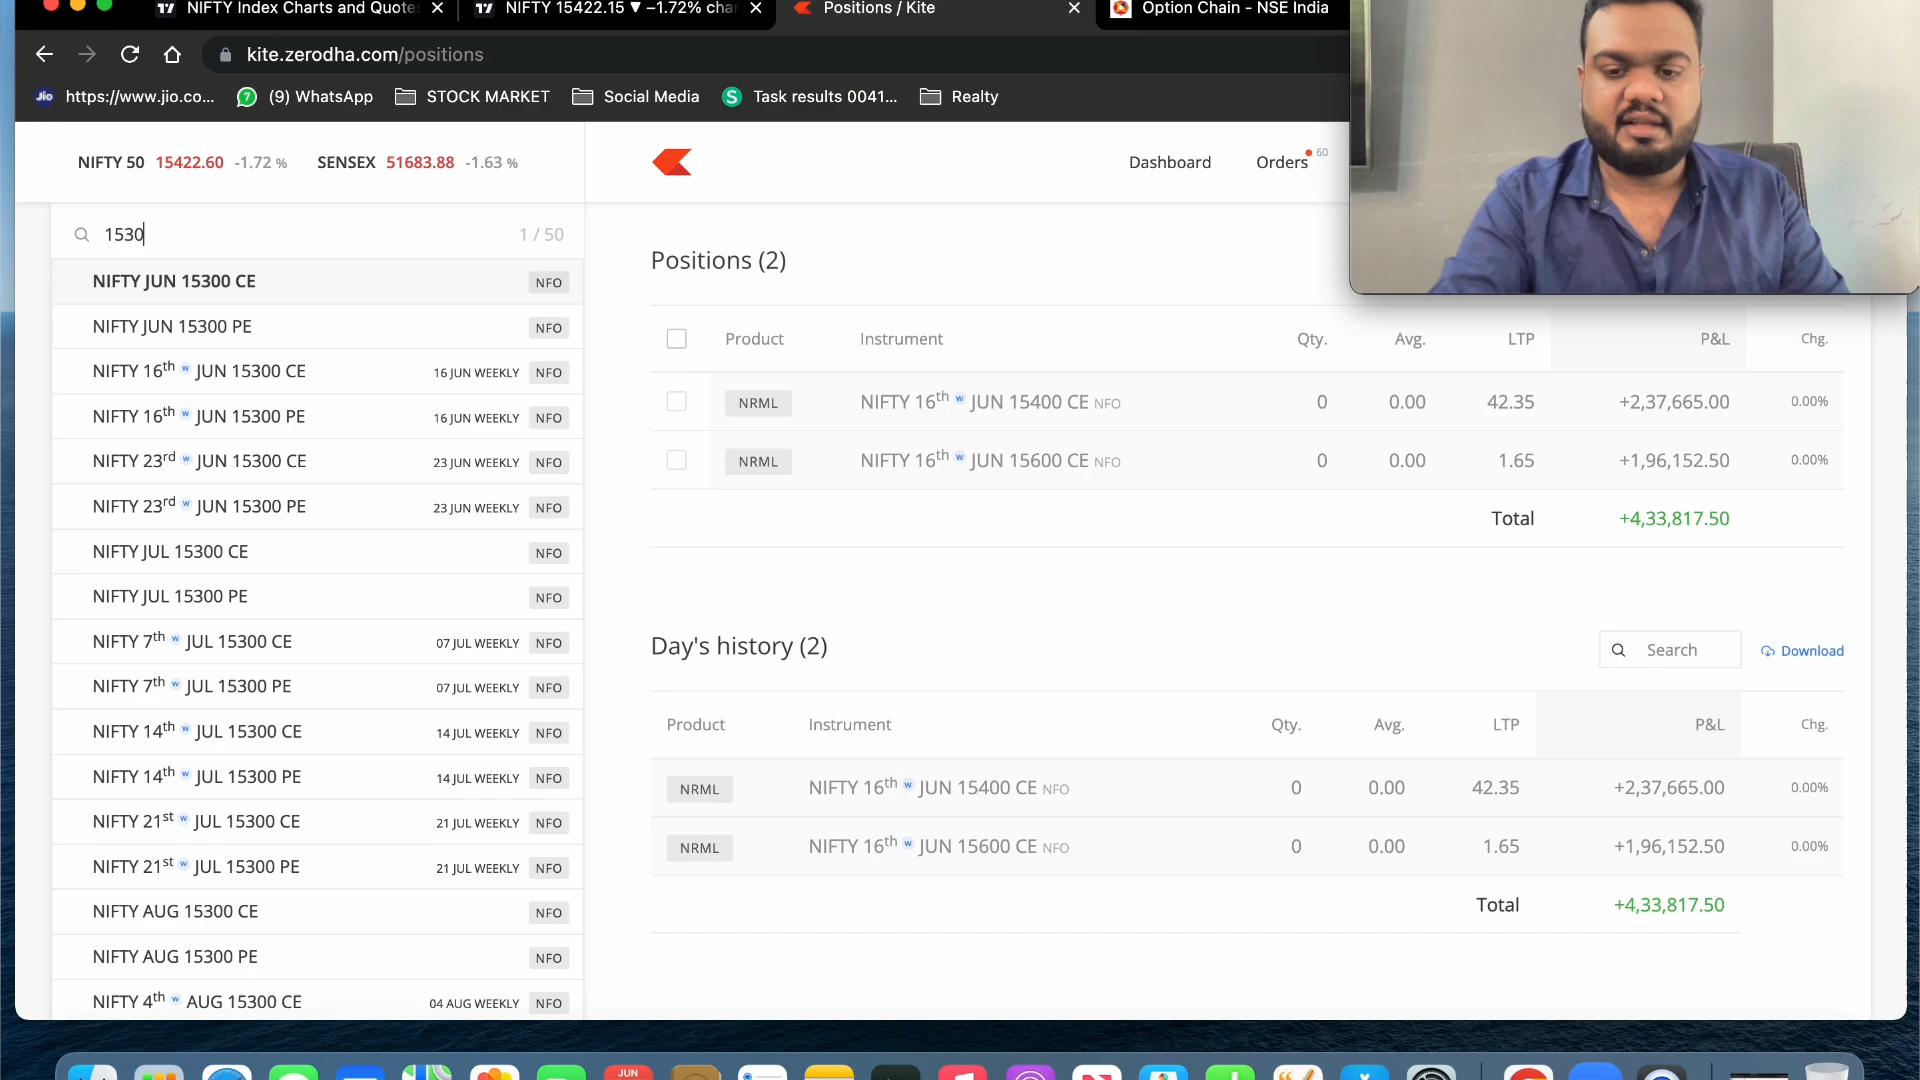 NIFTY Index Charts and Quotes
NIFTY 15422.15 ▼ −1.72% cha
Positions / Kite
Option Chain - NSE India
kite.zerodha.com/positions
Jio https://www.jio.co...
7 (9) WhatsApp
STOCK MARKET
Social Media
S Task results 0041...
Realty
NIFTY 50 15422.60 -1.72 %
SENSEX 51683.88 -1.63 %
Dashboard
Orders 60
1530
1 / 50
NIFTY JUN 15300 CE NFO
NIFTY JUN 15300 PE NFO
NIFTY 16th w JUN 15300 CE 16 JUN WEEKLY NFO
NIFTY 16th w JUN 15300 PE 16 JUN WEEKLY NFO
NIFTY 23rd w JUN 15300 CE 23 JUN WEEKLY NFO
NIFTY 23rd w JUN 15300 PE 23 JUN WEEKLY NFO
NIFTY JUL 15300 CE NFO
NIFTY JUL 15300 PE NFO
NIFTY 7th w JUL 15300 CE 07 JUL WEEKLY NFO
NIFTY 7th w JUL 15300 PE 07 JUL WEEKLY NFO
NIFTY 14th w JUL 15300 CE 14 JUL WEEKLY NFO
NIFTY 14th w JUL 15300 PE 14 JUL WEEKLY NFO
NIFTY 21st w JUL 15300 CE 21 JUL WEEKLY NFO
NIFTY 21st w JUL 15300 PE 21 JUL WEEKLY NFO
NIFTY AUG 15300 CE NFO
NIFTY AUG 15300 PE NFO
NIFTY 4th w AUG 15300 CE 04 AUG WEEKLY NFO
Positions (2)
Product Instrument Qty. Avg. LTP P&L Chg.
NRML NIFTY 16th w JUN 15400 CE NFO 0 0.00 42.35 +2,37,665.00 0.00%
NRML NIFTY 16th w JUN 15600 CE NFO 0 0.00 1.65 +1,96,152.50 0.00%
Total +4,33,817.50
Day's history (2)
Search
Download
Product Instrument Qty. Avg. LTP P&L Chg.
NRML NIFTY 16th w JUN 15400 CE NFO 0 0.00 42.35 +2,37,665.00 0.00%
NRML NIFTY 16th w JUN 15600 CE NFO 0 0.00 1.65 +1,96,152.50 0.00%
Total +4,33,817.50
JUN